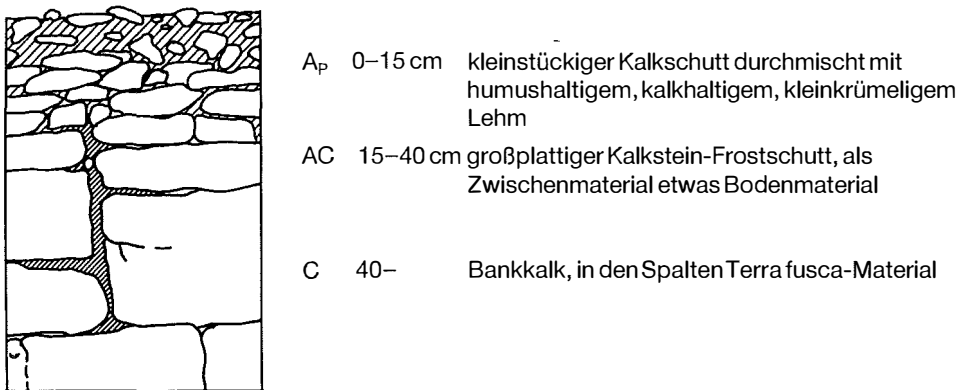 A_P 0–15 cm kleinstückiger Kalkschutt durchmischt mit
humushaltigem, kalkhaltigem, kleinkrümeligem
Lehm
AC 15–40 cm großplattiger Kalkstein-Frostschutt, als
Zwischenmaterial etwas Bodenmaterial
C 40– Bankkalk, in den Spalten Terra fusca-Material